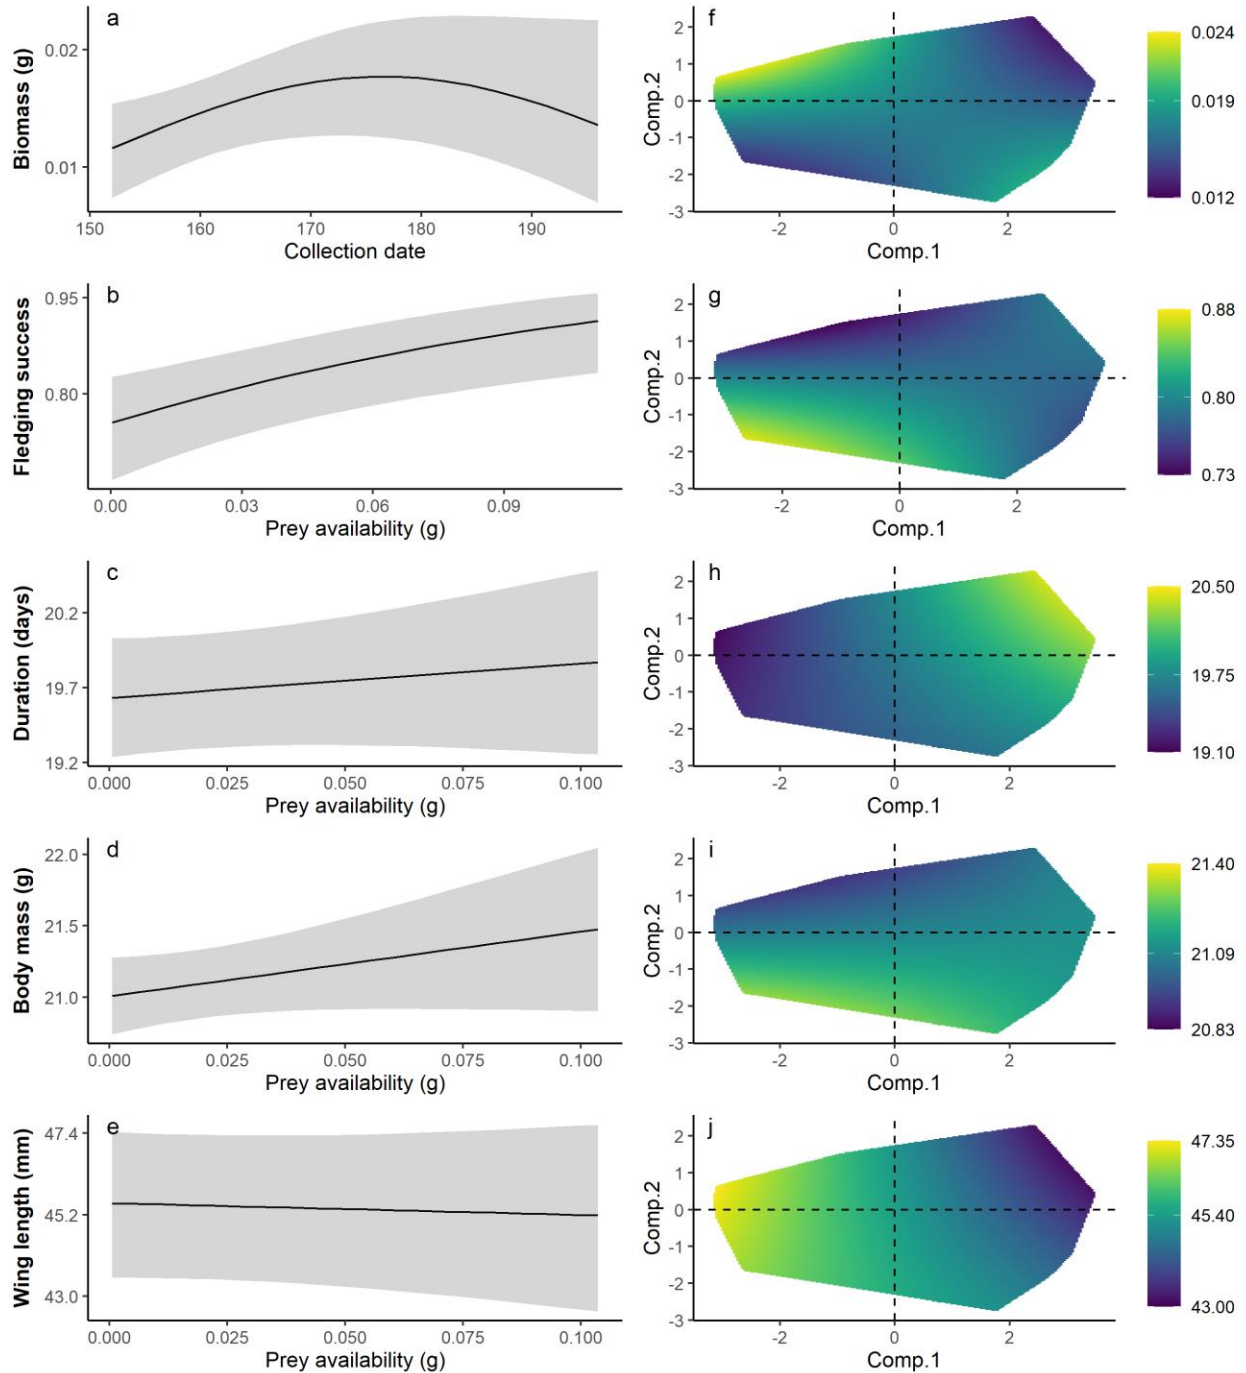 a
Biomass (g)
0.02
0.01
150 160 170 180 190
Collection date
f
Comp.2
2
1
0
-1
-2
-3
-2 0 2
Comp.1
0.024
0.019
0.012
b
Fledging success
0.95
0.80
0.00 0.03 0.06 0.09
Prey availability (g)
g
Comp.2
2
1
0
-1
-2
-3
-2 0 2
Comp.1
0.88
0.80
0.73
c
Duration (days)
20.2
19.7
19.2
0.000 0.025 0.050 0.075 0.100
Prey availability (g)
h
Comp.2
2
1
0
-1
-2
-3
-2 0 2
Comp.1
20.50
19.75
19.10
d
Body mass (g)
22.0
21.5
21.0
0.000 0.025 0.050 0.075 0.100
Prey availability (g)
i
Comp.2
2
1
0
-1
-2
-3
-2 0 2
Comp.1
21.40
21.09
20.83
e
Wing length (mm)
47.4
45.2
43.0
0.000 0.025 0.050 0.075 0.100
Prey availability (g)
j
Comp.2
2
1
0
-1
-2
-3
-2 0 2
Comp.1
47.35
45.40
43.00